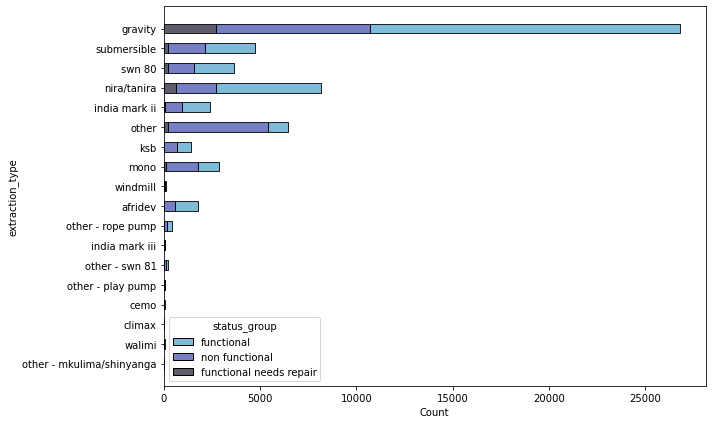 gravity
submersible
swn 80
nira/tanira
india mark ii
other
ksb
mono
windmill
afridev
other - rope pump
india mark iii
other - swn 81
other - play pump
cemo
climax
walimi
other - mkulima/shinyanga
extraction_type
status_group
functional
non functional
functional needs repair
0 5000 10000 15000 20000 25000
Count